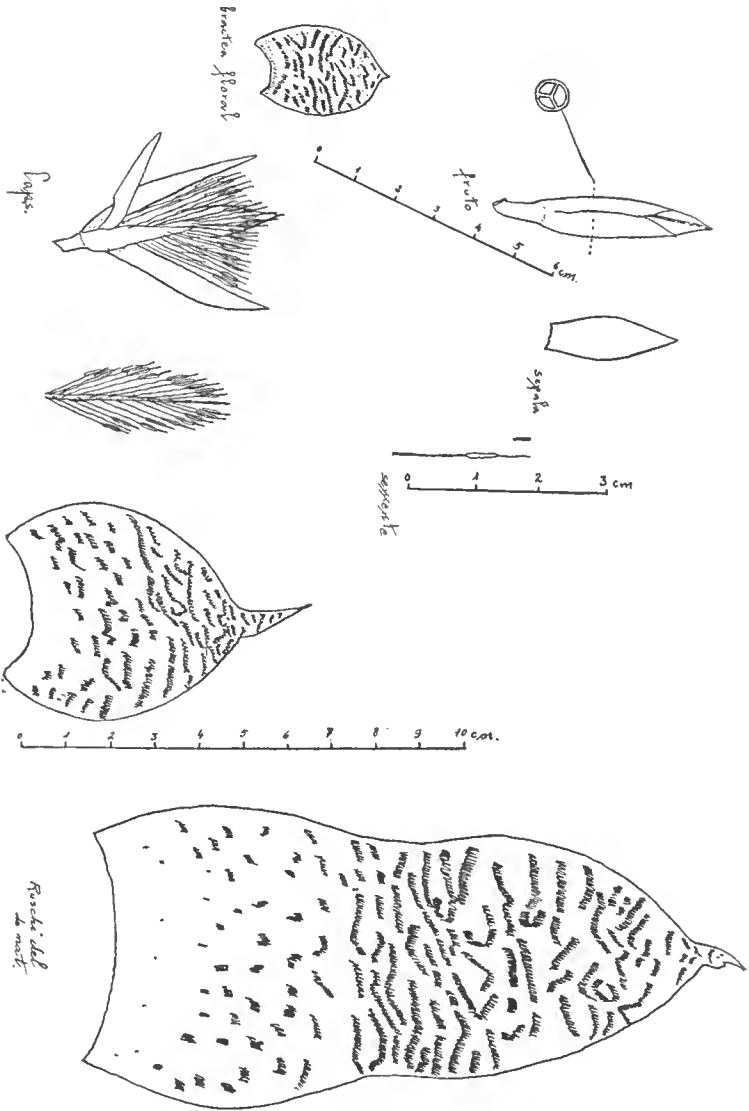 bractea floral
fruto
0 1 2 3 4 5 6 cm.
Caps.
sepala
semente
0 1 2 3 cm
0 1 2 3 4 5 6 7 8 9 10 cm.
Ruschi del
de nat.